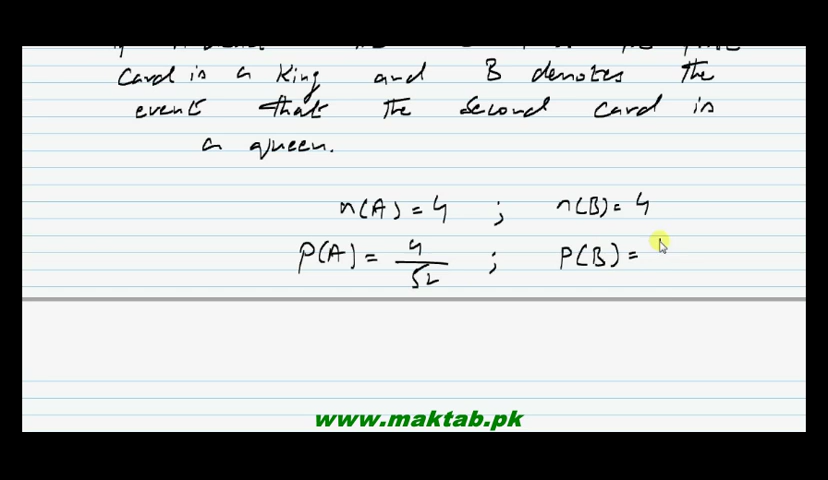 Card is a King and B denotes the
event that the second card is
a queen.
n(A) = 4 ; n(B) = 4
P(A) = 4/52 ; P(B) =
www.maktab.pk